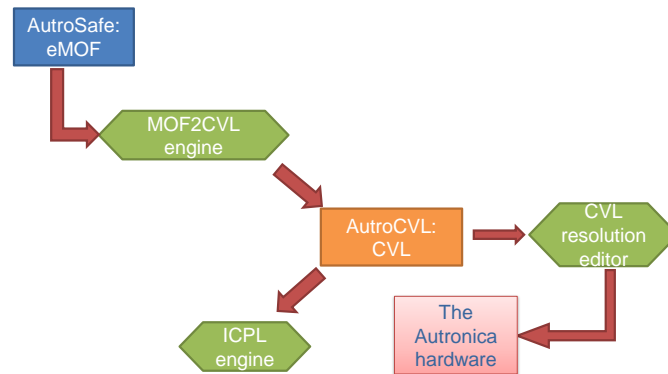 AutroSafe:
eMOF
MOF2CVL
engine
AutroCVL:
CVL
CVL
resolution
editor
ICPL
engine
The
Autronica
hardware